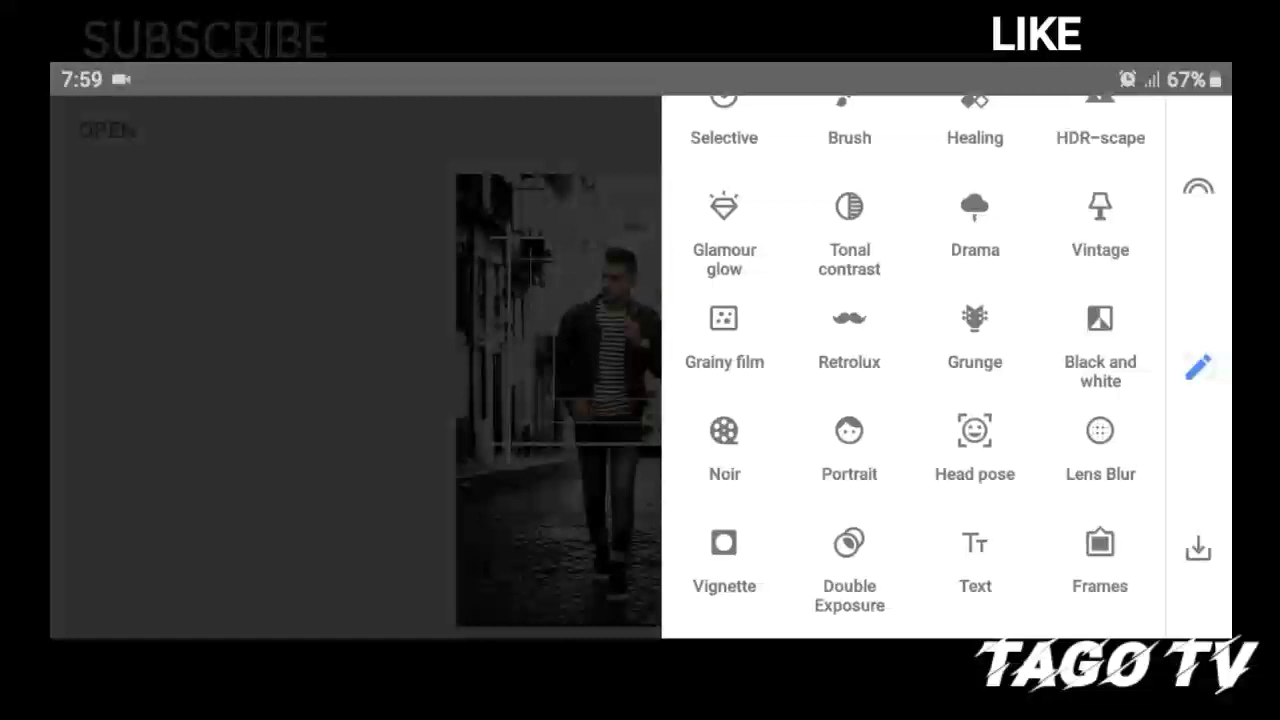 SUBSCRIBE
LIKE
7:59
67%
OPEN
Selective
Brush
Healing
HDR-scape
Glamour
glow
Tonal
contrast
Drama
Vintage
Grainy film
Retrolux
Grunge
Black and
white
Noir
Portrait
Head pose
Lens Blur
Vignette
Double
Exposure
Text
Frames
TAGO TV